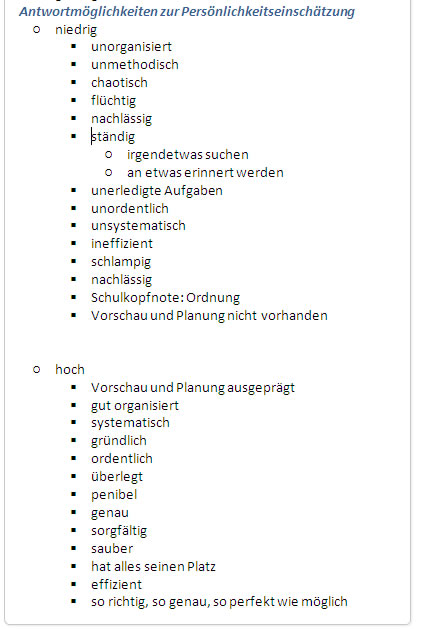 Antwortmöglichkeiten zur Persönlichkeitseinschätzung
niedrig
unorganisiert
unmethodisch
chaotisch
flüchtig
nachlässig
ständig
irgendetwas suchen
an etwas erinnert werden
unerledigte Aufgaben
unordentlich
unsystematisch
ineffizient
schlampig
nachlässig
Schulkopfnote: Ordnung
Vorschau und Planung nicht vorhanden
hoch
Vorschau und Planung ausgeprägt
gut organisiert
systematisch
gründlich
ordentlich
überlegt
penibel
genau
sorgfältig
sauber
hat alles seinen Platz
effizient
so richtig, so genau, so perfekt wie möglich